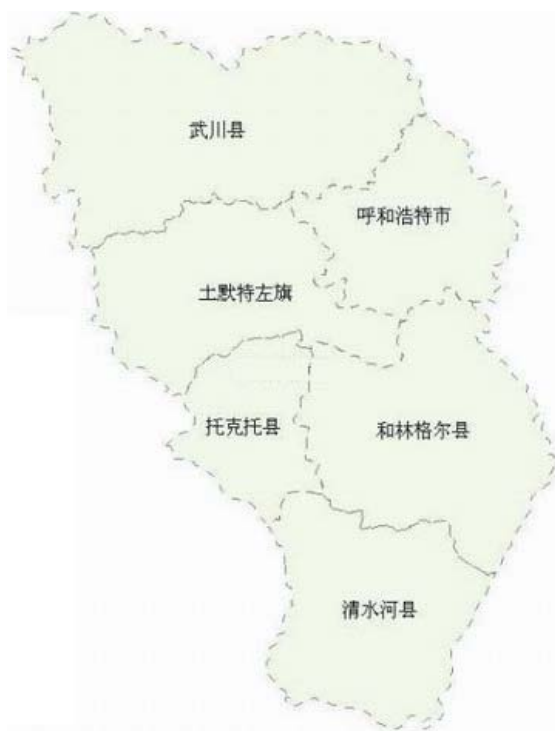 武川县
呼和浩特市
土默特左旗
托克托县
和林格尔县
清水河县